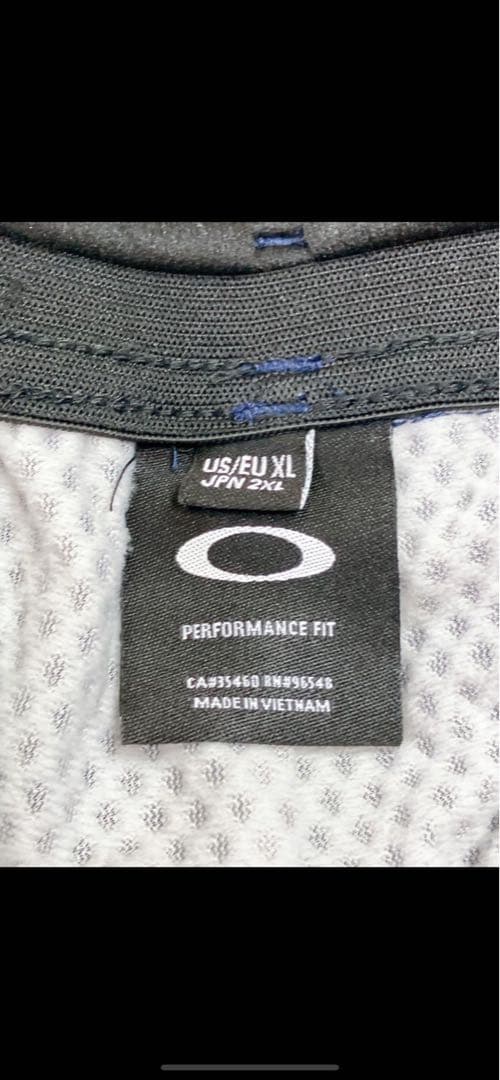 US/EU XL
JPN 2XL
PERFORMANCE FIT
CA#35460 RN#96548
MADE IN VIETNAM